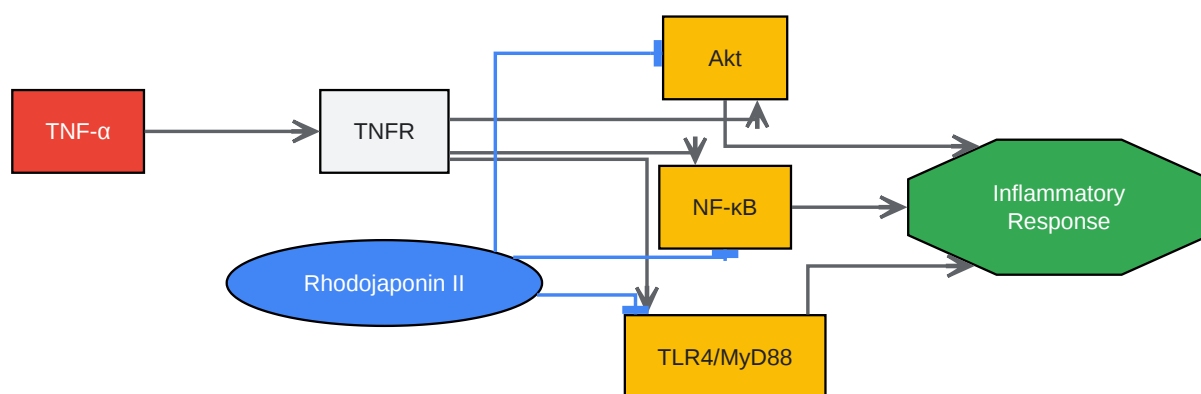 Akt
TNF-α
TNFR
NF-κB
Inflammatory
Response
Rhodojaponin II
TLR4/MyD88